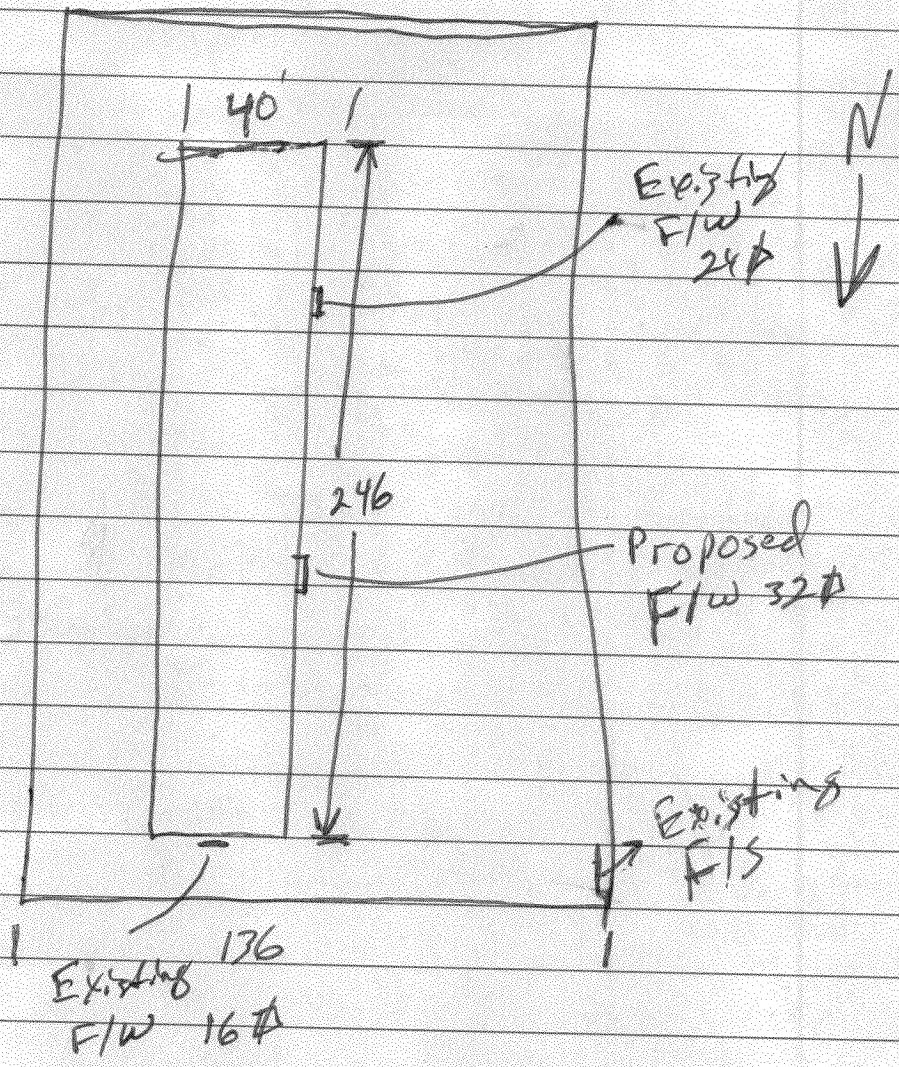 40'
N
Existing
F/W
24⌷
246
Proposed
F/W 32⌷
Existing
F/S
136
Existing
F/W 16⌷